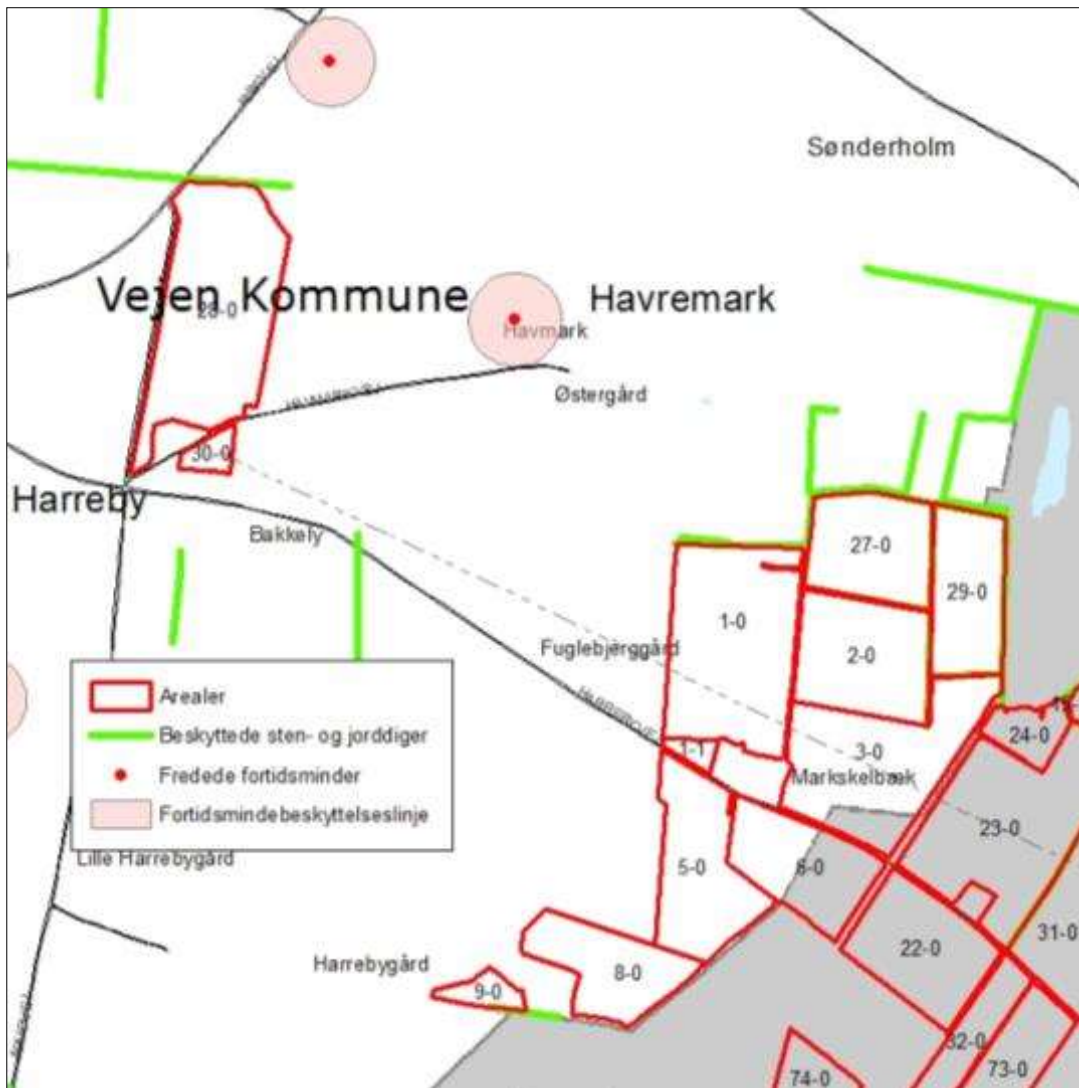 Sønderholm
Vejen Kommune
Havremark
28-0
Havmark
Østergård
30-0
Harreby
Bakkely
27-0
29-0
1-0
2-0
Fuglebjerggård
Arealer
Beskyttede sten- og jorddiger
Fredede fortidsminder
Fortidsmindebeskyttelseslinje
1-1
3-0
24-0
Markskelbæk
23-0
Lille Harrebygård
5-0
6-0
31-0
22-0
Harrebygård
8-0
9-0
32-0
73-0
74-0